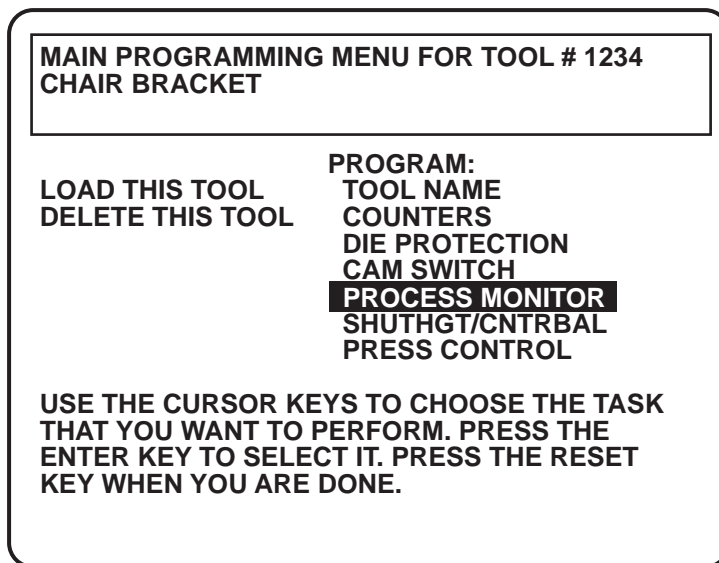 MAIN PROGRAMMING MENU FOR TOOL # 1234
CHAIR BRACKET
PROGRAM:
LOAD THIS TOOL TOOL NAME
DELETE THIS TOOL COUNTERS
DIE PROTECTION
CAM SWITCH
PROCESS MONITOR
SHUTHGT/CNTRBAL
PRESS CONTROL
USE THE CURSOR KEYS TO CHOOSE THE TASK
THAT YOU WANT TO PERFORM. PRESS THE
ENTER KEY TO SELECT IT. PRESS THE RESET
KEY WHEN YOU ARE DONE.